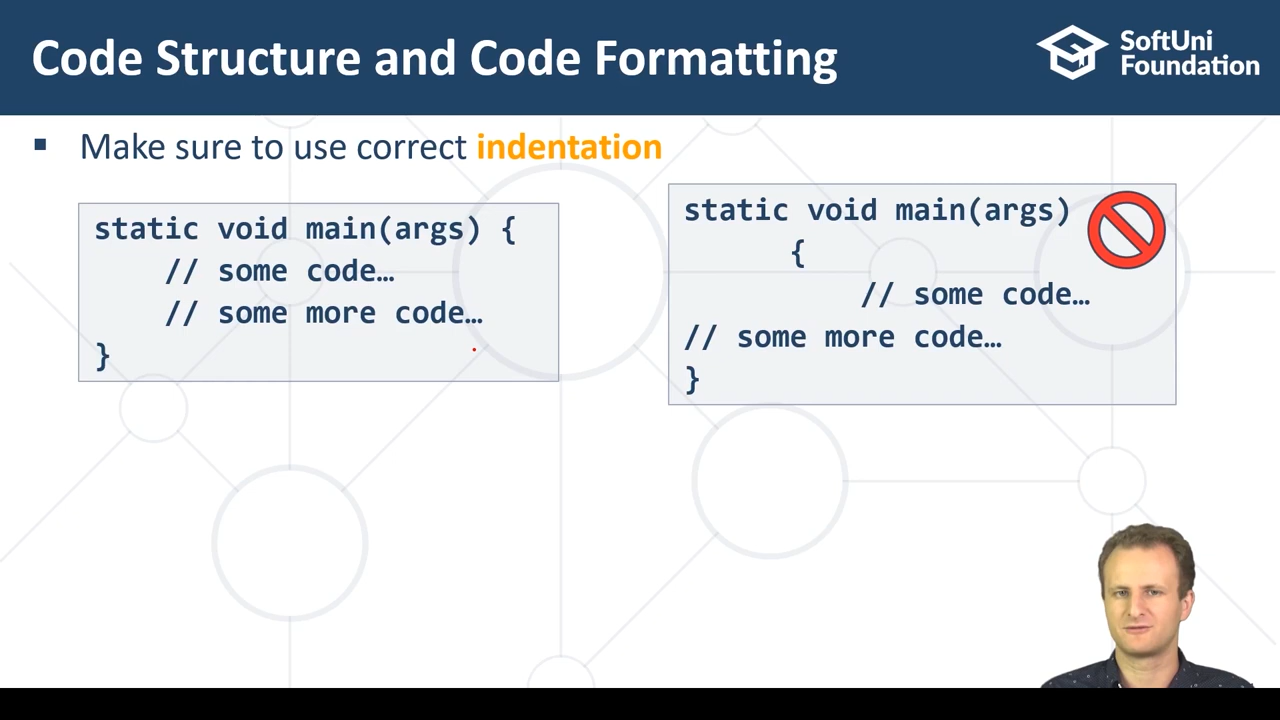 Code Structure and Code Formatting
SoftUni
Foundation
▪ Make sure to use correct indentation
static void main(args) {
// some code…
// some more code…
}
static void main(args)
{
// some code…
// some more code…
}